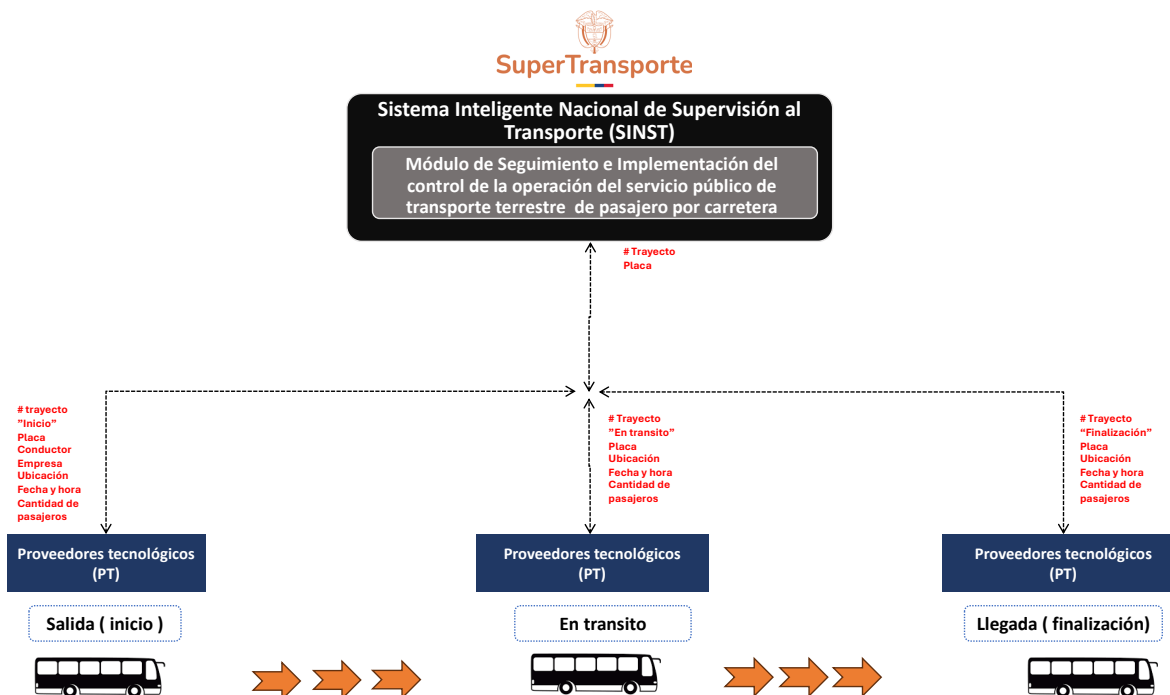 SuperTransporte
Sistema Inteligente Nacional de Supervisión al
Transporte (SINST)
Módulo de Seguimiento e Implementación del
control de la operación del servicio público de
transporte terrestre de pasajero por carretera
# Trayecto
Placa
# trayecto
”Inicio”
Placa
Conductor
Empresa
Ubicación
Fecha y hora
Cantidad de
pasajeros
# Trayecto
”En transito”
Placa
Ubicación
Fecha y hora
Cantidad de
pasajeros
# Trayecto
“Finalización”
Placa
Ubicación
Fecha y hora
Cantidad de
pasajeros
Proveedores tecnológicos
(PT)
Proveedores tecnológicos
(PT)
Proveedores tecnológicos
(PT)
Salida ( inicio )
En transito
Llegada ( finalización)